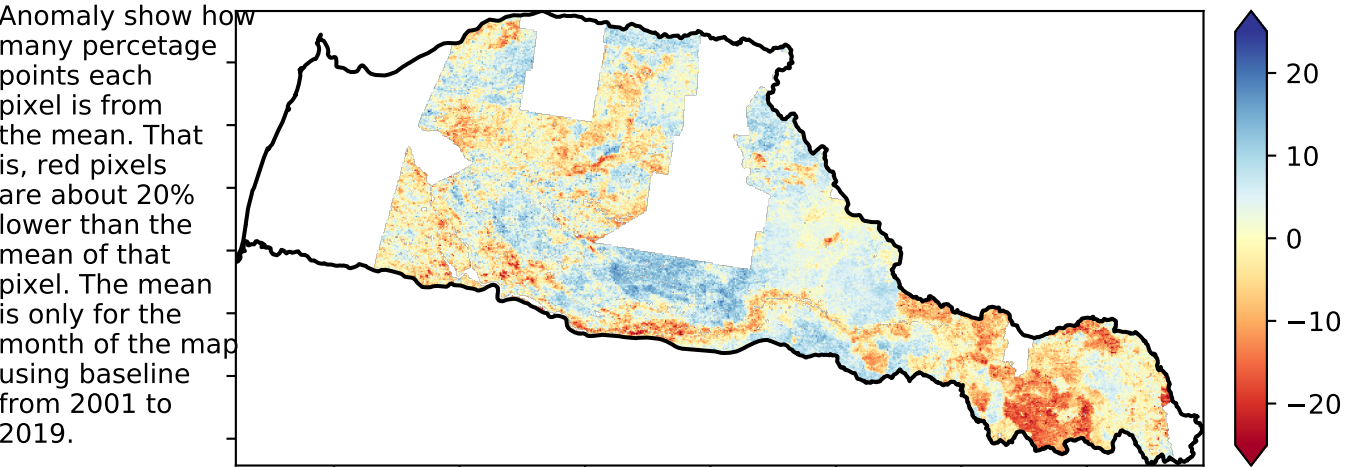 Anomaly show how
many percetage
points each
pixel is from
the mean. That
is, red pixels
are about 20%
lower than the
mean of that
pixel. The mean
is only for the
month of the map
using baseline
from 2001 to
2019.
20
10
0
−10
−20